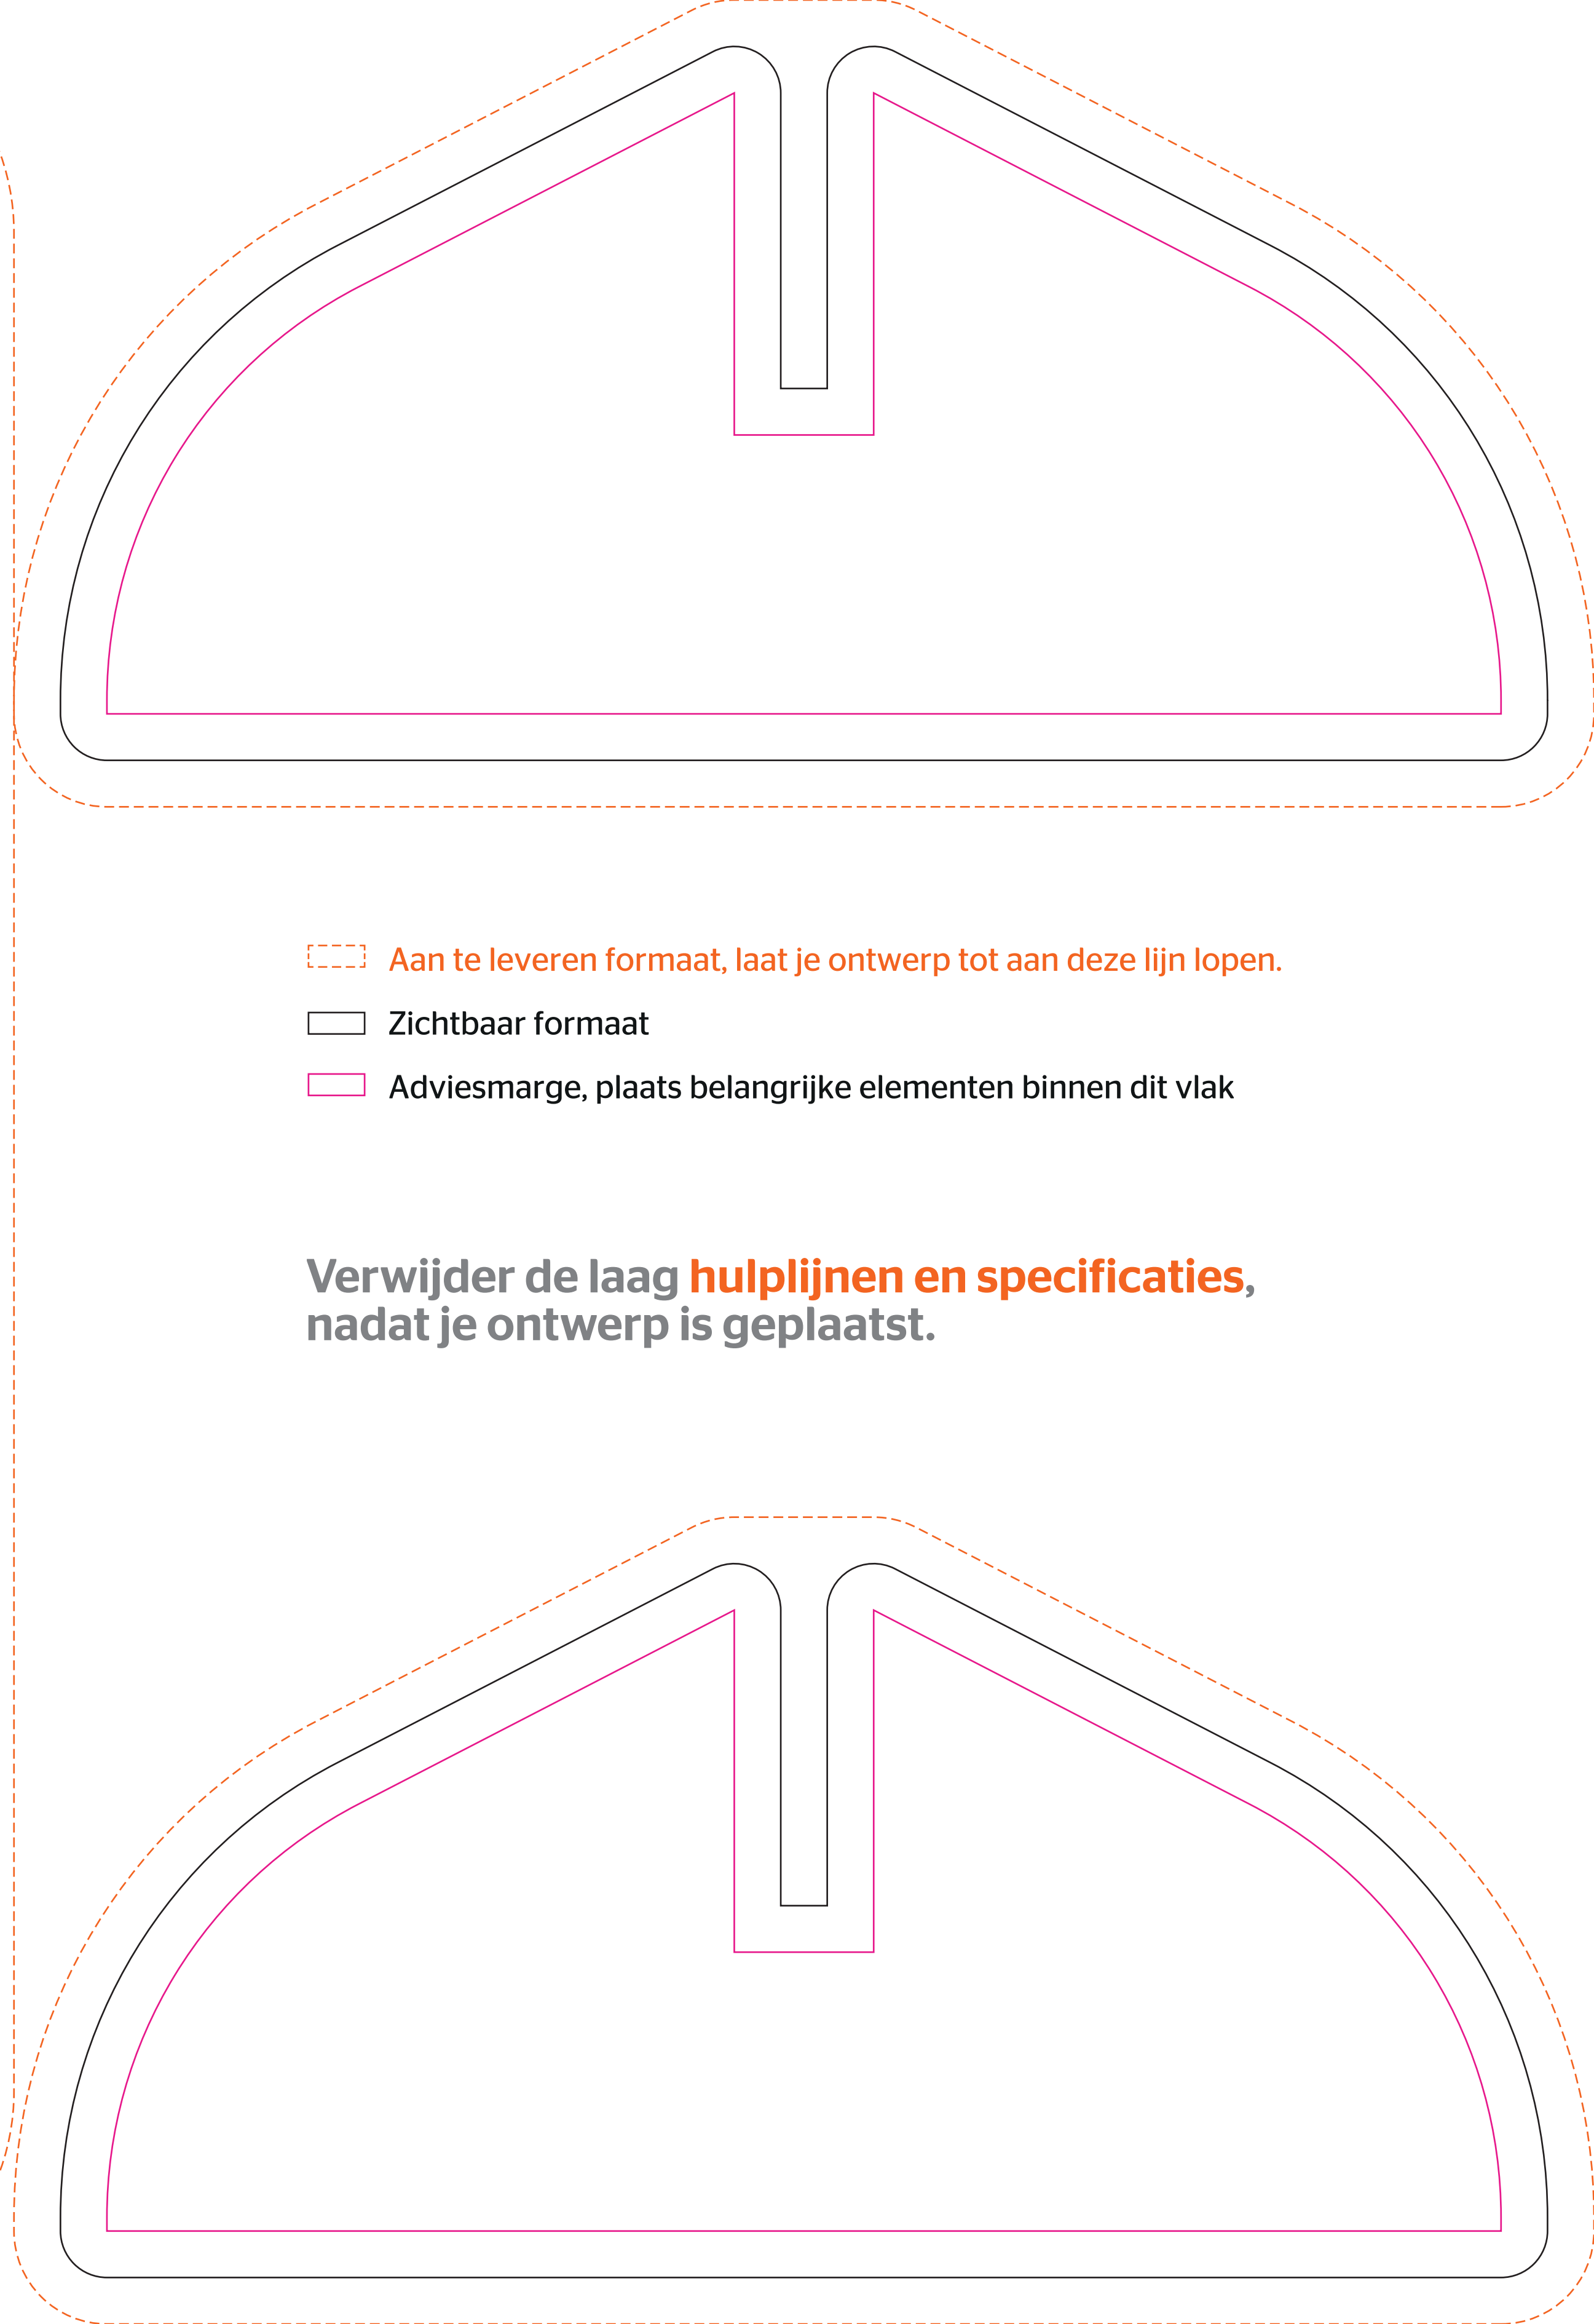 Aan te leveren formaat, laat je ontwerp tot aan deze lijn lopen.
Zichtbaar formaat
Adviesmarge, plaats belangrijke elementen binnen dit vlak
Verwijder de laag hulplijnen en specificaties,
nadat je ontwerp is geplaatst.